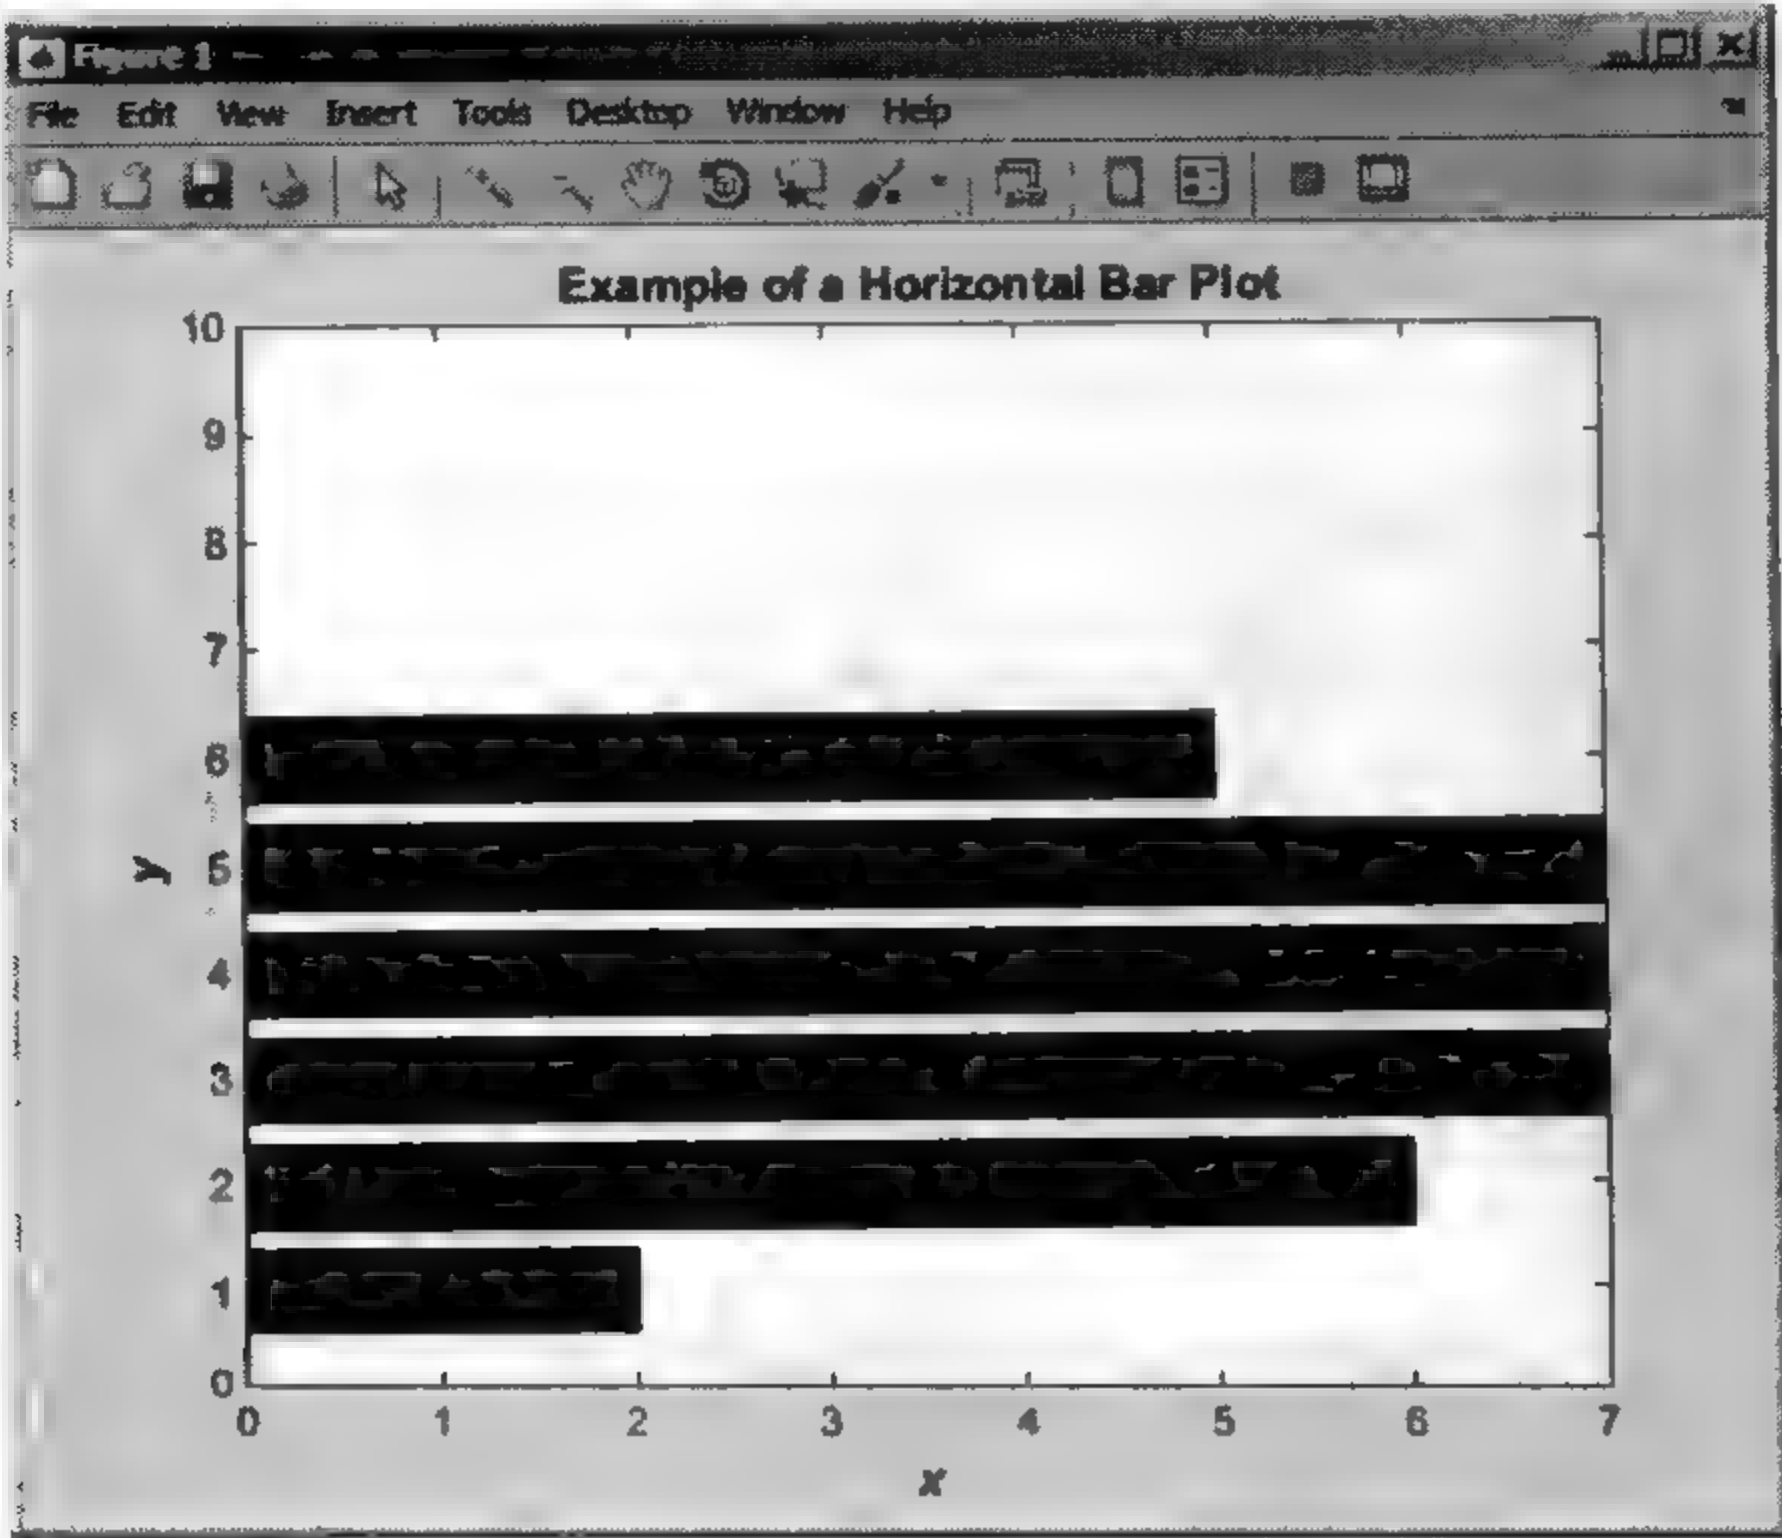 Figure 1
File Edit View Insert Tools Desktop Window Help
Example of a Horizontal Bar Plot
10
9
8
7
6
5
4
3
2
1
0
y
0 1 2 3 4 5 6 7
x